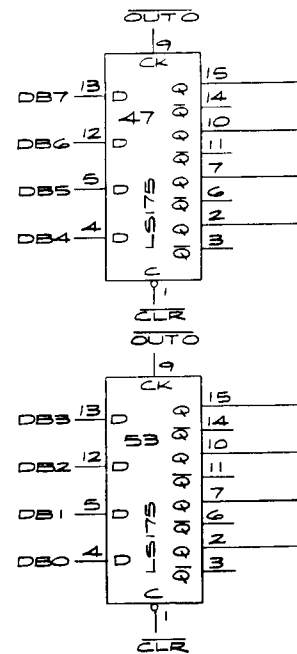 OUTO
9
CK
DB7 13 D 47 Q 15
Q 14
DB6 12 D Q 10
Q 11
DB5 5 D Q 7
Q 6
DB4 4 D LS175 Q 2
Q 3
C
1
CLR
OUTO
9
CK
DB3 13 D 53 Q 15
Q 14
DB2 12 D Q 10
Q 11
DB1 5 D Q 7
Q 6
DB0 4 D LS175 Q 2
Q 3
C
1
CLR